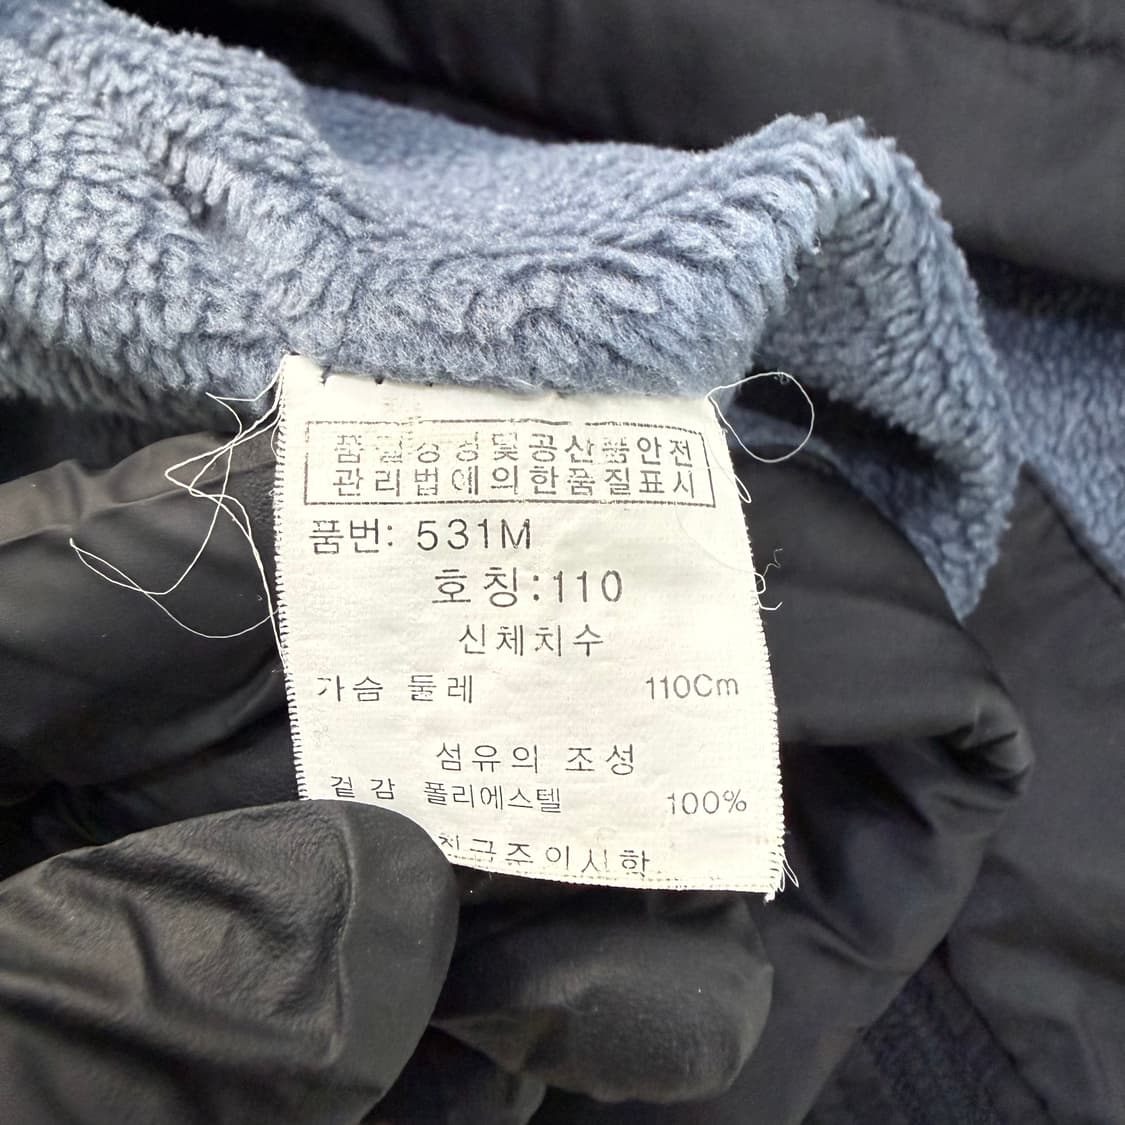 품질경영및공산품안전
관리법에의한품질표시
품번: 531M
호칭:110
신체치수
가슴 둘레 110Cm
섬유의 조성
겉감 폴리에스텔 100%